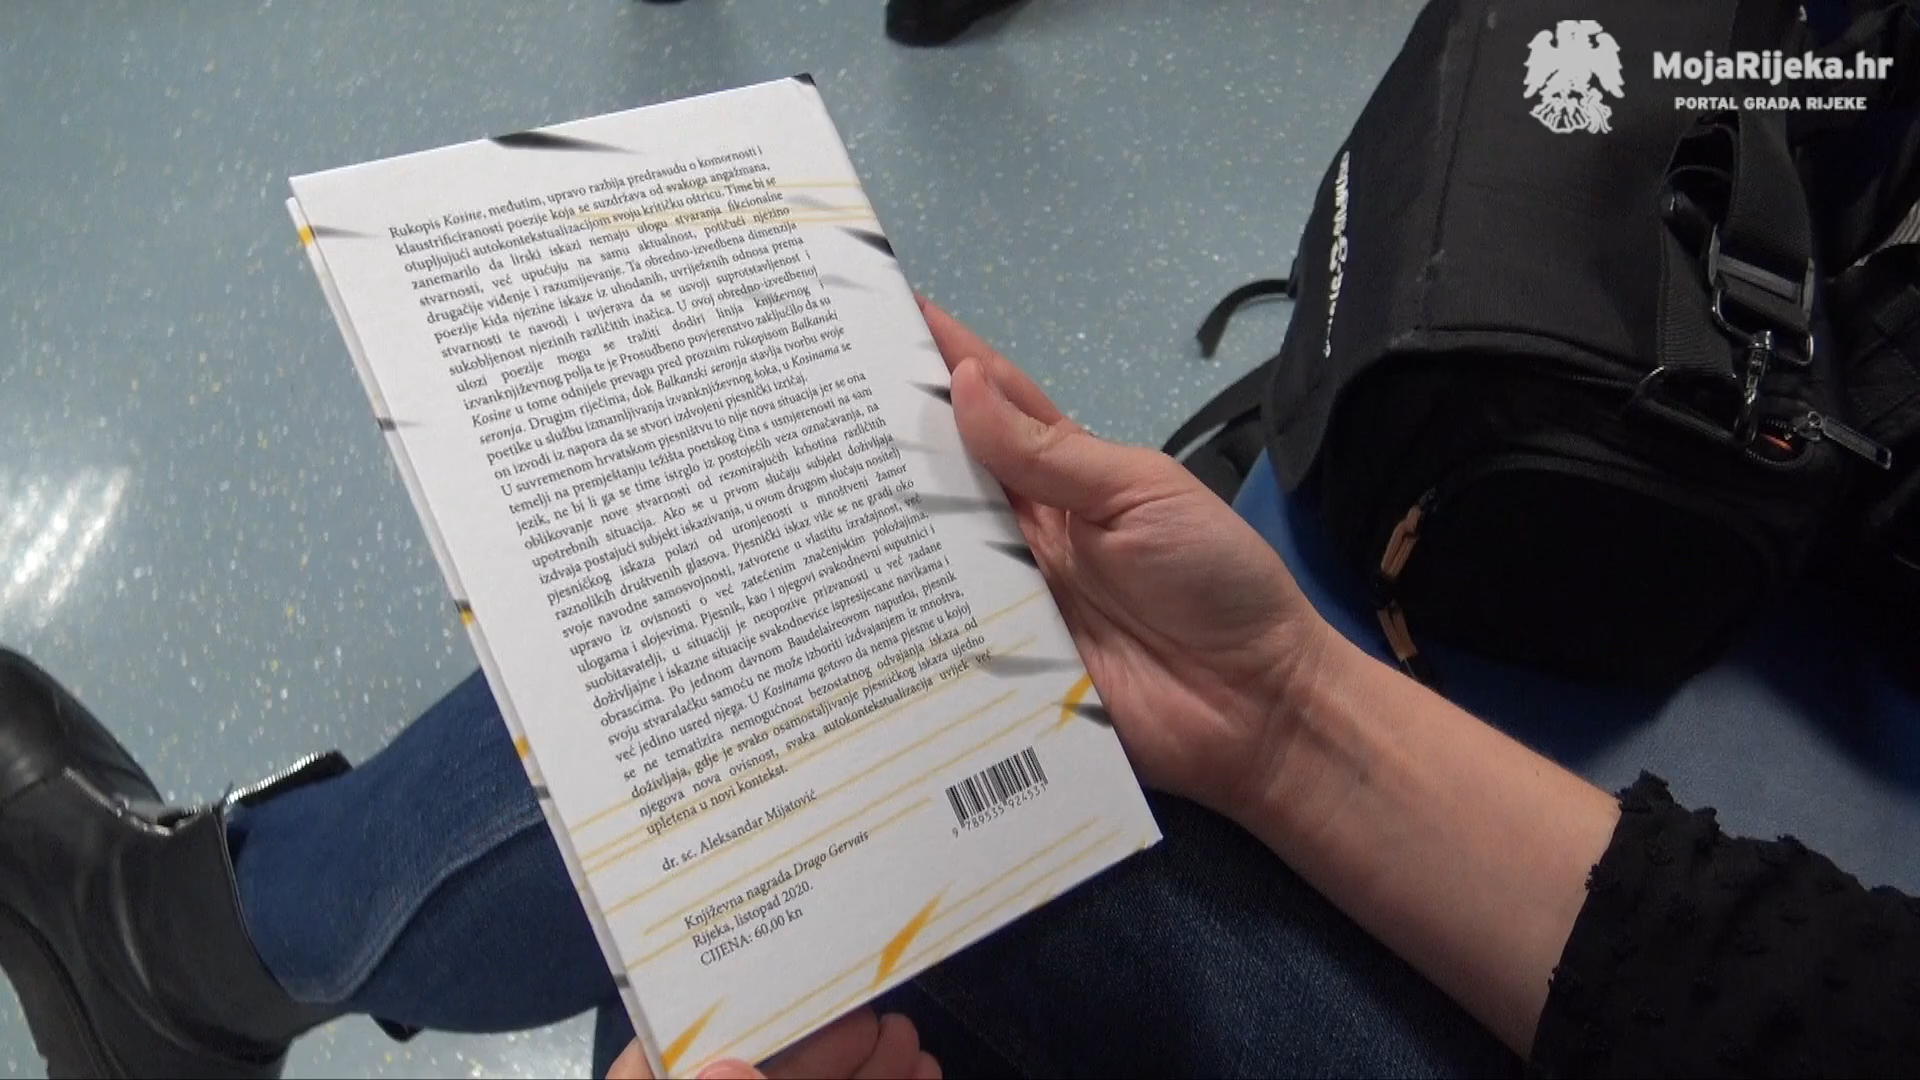 MojaRijeka.hr
PORTAL GRADA RIJEKE
Rukopis Kosine, međutim, upravo razbija predrasudu o komornosti i
klaustrificiranosti poezije koja se suzdržava od svakoga angažmana,
otupljujući autokontekstualizacijom svoju kritičku oštricu. Time bi se
zanemarilo da lirski iskazi nemaju ulogu stvaranja fikcionalne
stvarnosti, već upućuju na samu aktualnost, potičući njezino
drugačije viđenje i razumijevanje. Ta obredno-izvedbena dimenzija
poezije kida njezine iskaze iz uhodanih, uvriježenih odnosa prema
stvarnosti te navodi i uvjerava da se usvoji suprotstavljenost i
sukobljenost njezinih različitih inačica. U ovoj obredno-izvedbenoj
ulozi poezije mogu se tražiti dodiri linija književnog i
izvanknjiževnog polja te je Prosudbeno povjerenstvo zaključilo da su
Kosine u tome odnijele prevagu pred proznim rukopisom Balkanski
seronja. Drugim riječima, dok Balkanski seronja stavlja tvorbu svoje
poetike u službu izmamljivanja izvanknjiževnog šoka, u Kosinama se
on izvodi iz napora da se stvori izdvojeni pjesnički izričaj.
U suvremenom hrvatskom pjesništvu to nije nova situacija jer se ona
temelji na premještanju težišta poetskog čina s usmjerenosti na sam
jezik, ne bi li ga se time istrglo iz postojećih veza označavanja, na
oblikovanje nove stvarnosti od rezonirajućih krhotina različitih
upotrebnih situacija. Ako se u prvom slučaju subjekt doživljaja
izdvaja postajući subjekt iskazivanja, u ovom drugom slučaju nositelj
pjesničkog iskaza polazi od uronjenosti u mnoštveni žamor
raznolikih društvenih glasova. Pjesnički iskaz više se ne gradi oko
svoje navodne samosvojnosti, zatvorene u vlastitu izražajnost, već
upravo iz ovisnosti o već zatečenim značenjskim položajima,
ulogama i slojevima. Pjesnik, kao i njegovi svakodnevni suputnici i
suobitavatelji, u situaciji je neopozive prizvanosti u već zadane
doživljajne i iskazne situacije svakodnevice ispresijecane navikama i
obrascima. Po jednom davnom Baudelaireovom naputku, pjesnik
svoju stvaralačku samoću ne može izboriti izdvajanjem iz mnoštva,
već jedino usred njega. U Kosinama gotovo da nema pjesme u kojoj
se ne tematizira nemogućnost bezostatnog odvajanja iskaza od
doživljaja, gdje je svako osamostaljivanje pjesničkog iskaza ujedno
njegova nova ovisnost, svaka autokontekstualizacija uvijek već
upletena u novi kontekst.
dr. sc. Aleksandar Mijatović
9 789535 924531
Književna nagrada Drago Gervais
Rijeka, listopad 2020.
CIJENA: 60,00 kn